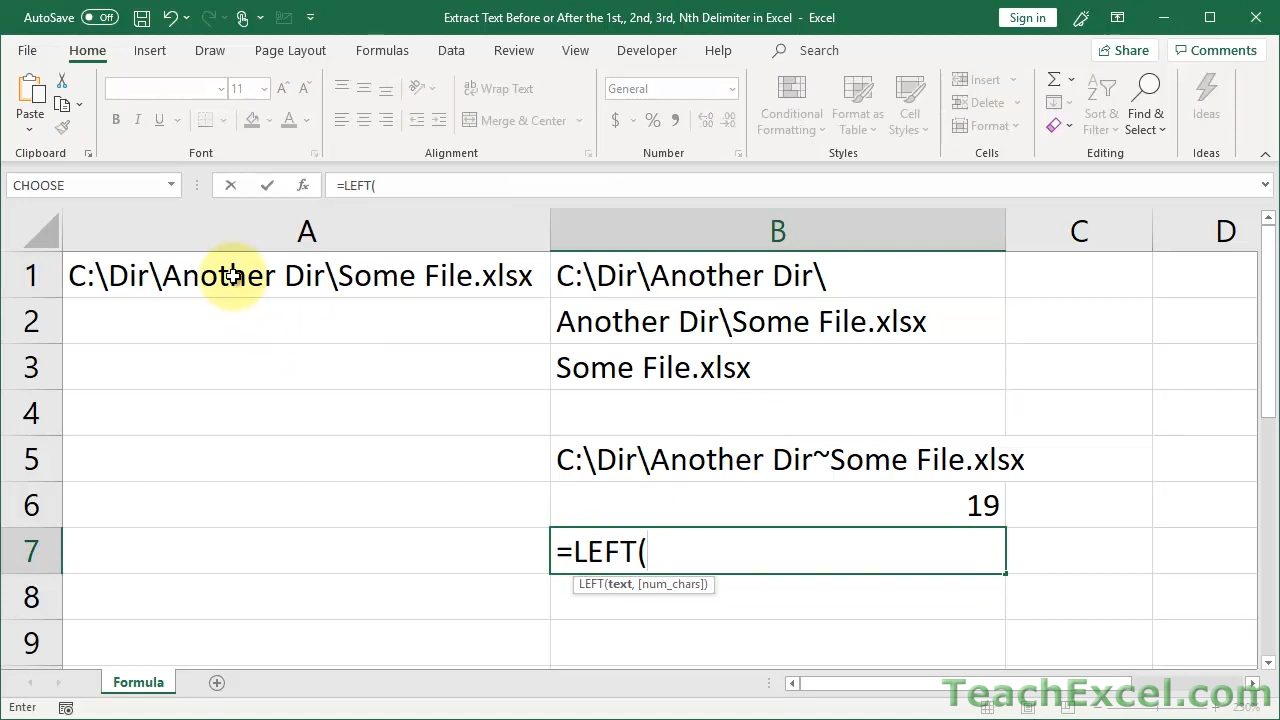 AutoSave Off
Extract Text Before or After the 1st,, 2nd, 3rd, Nth Delimiter in Excel - Excel
Sign in
File Home Insert Draw Page Layout Formulas Data Review View Developer Help Search Share Comments
Paste
Clipboard
11
B I U
A
Font
Wrap Text
Merge & Center
Alignment
General
$ % ,
Number
Conditional Formatting
Format as Table
Cell Styles
Styles
Insert
Delete
Format
Cells
Sort & Filter
Find & Select
Editing
Ideas
Ideas
CHOOSE fx =LEFT(
A B C D
1 C:\Dir\Another Dir\Some File.xlsx C:\Dir\Another Dir\
2 Another Dir\Some File.xlsx
3 Some File.xlsx
4
5 C:\Dir\Another Dir~Some File.xlsx
6 19
7 =LEFT(
LEFT(text, [num_chars])
8
9
Formula
TeachExcel.com
Enter